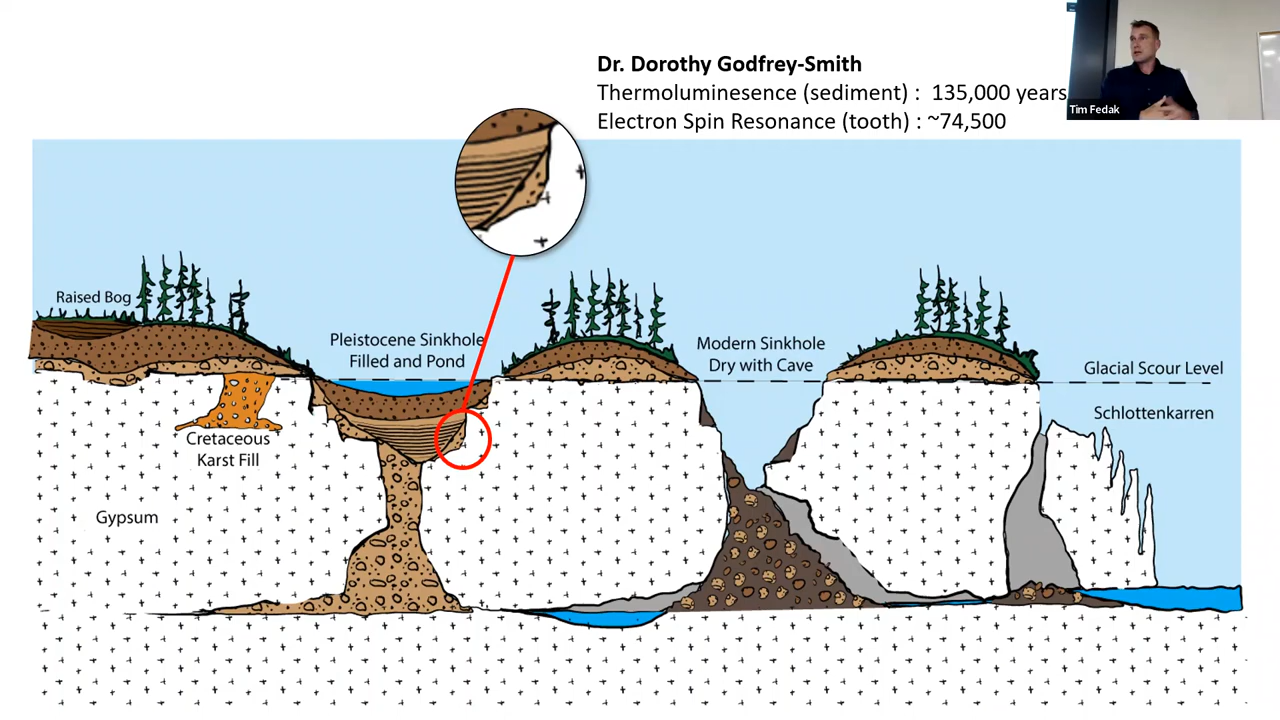 Dr. Dorothy Godfrey-Smith
Thermoluminesence (sediment) : 135,000 years
Electron Spin Resonance (tooth) : ~74,500
Tim Fedak
Raised Bog
Pleistocene Sinkhole
Filled and Pond
Modern Sinkhole
Dry with Cave
Glacial Scour Level
Schlottenkarren
Cretaceous
Karst Fill
Gypsum